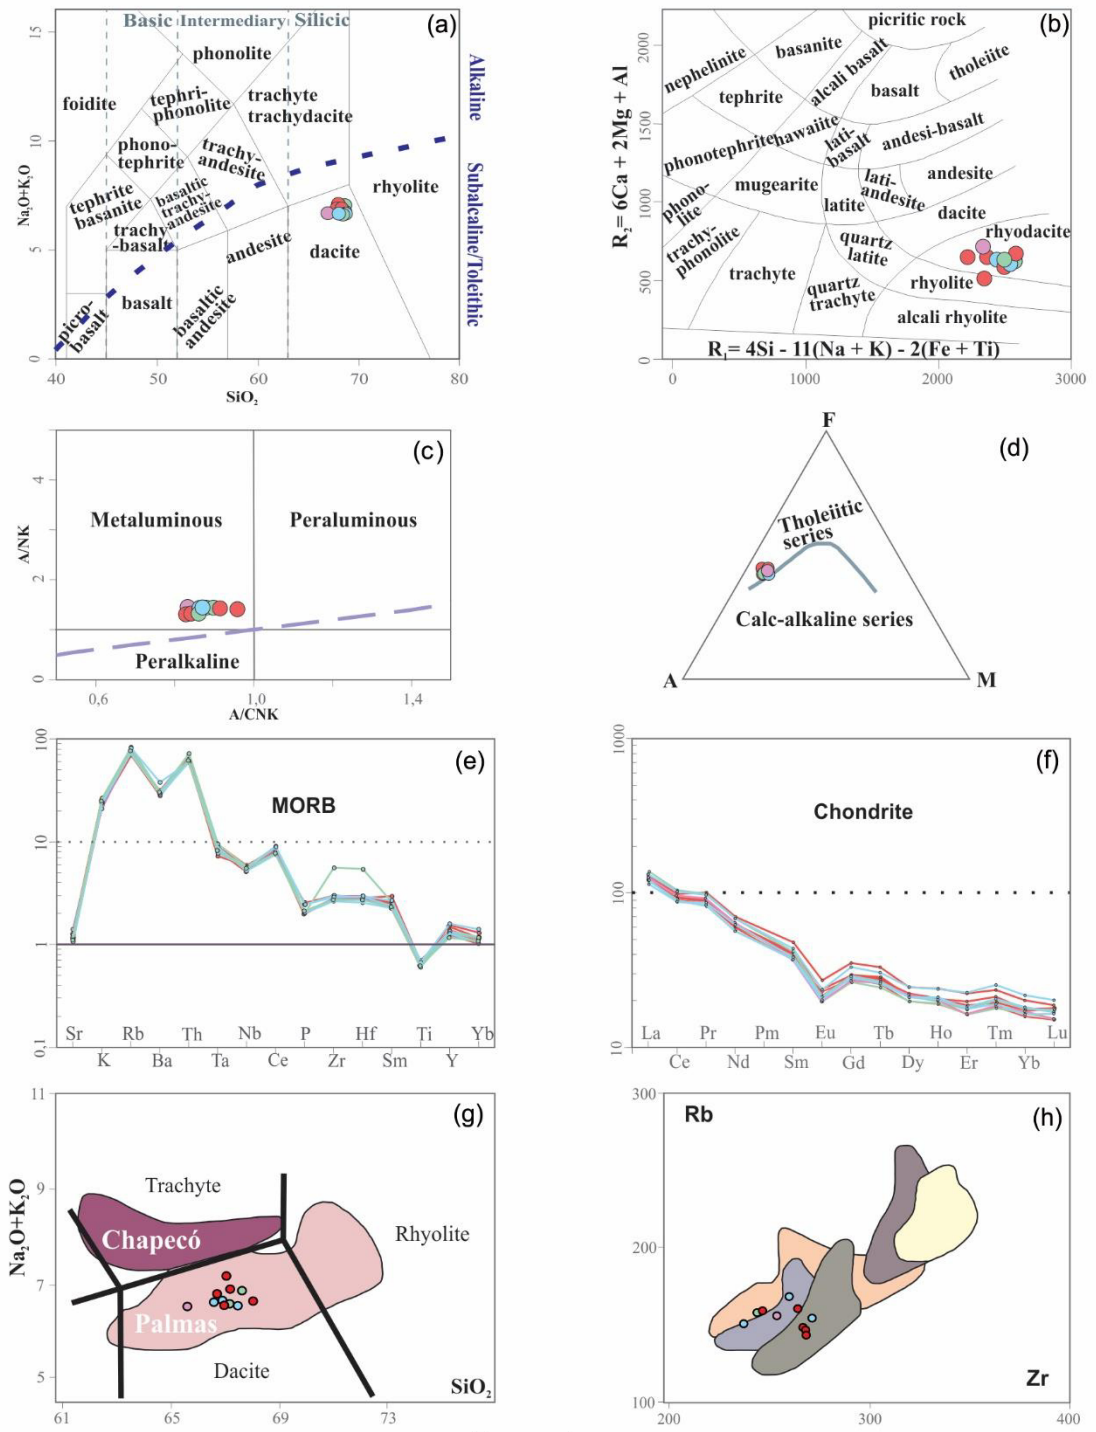 (a)
Basic
Intermediary
Silicic
15
10
5
0
Na₂O+K₂O
phonolite
foidite
tephri-
phonolite
trachyte
trachydacite
phono-
tephrite
trachy-
andesite
rhyolite
tephrite
basanite
basaltic
trachy-
andesite
trachy
-basalt
andesite
dacite
picro-
basalt
basalt
basaltic
andesite
Alkaline
Subalcaline/Toleithic
40
50
60
70
80
SiO₂
(b)
picritic rock
2000
1500
1000
500
0
R₂= 6Ca + 2Mg + Al
nephelinite
basanite
alcali basalt
tholeiite
tephrite
basalt
phonotephrite
hawaiite
lati-
basalt
andesi-basalt
phono-
lite
mugearite
lati-
andesite
andesite
latite
dacite
trachy-
phonolite
quartz
latite
rhyodacite
trachyte
quartz
trachyte
rhyolite
alcali rhyolite
R₁= 4Si - 11(Na + K) - 2(Fe + Ti)
0
1000
2000
3000
(c)
4
2
0
A/NK
Metaluminous
Peraluminous
Peralkaline
0,6
1,0
1,4
A/CNK
(d)
F
Tholeiitic
series
Calc-alkaline series
A
M
(e)
100
10
1
0,1
MORB
Sr
Rb
Th
Nb
P
Hf
Ti
Yb
K
Ba
Ta
Ce
Zr
Sm
Y
(f)
1000
100
10
Chondrite
La
Pr
Pm
Eu
Tb
Ho
Tm
Lu
Ce
Nd
Sm
Gd
Dy
Er
Yb
(g)
11
9
7
5
Na₂O+K₂O
Trachyte
Chapecó
Rhyolite
Palmas
Dacite
SiO₂
61
65
69
73
(h)
300
200
100
Rb
Zr
200
300
400